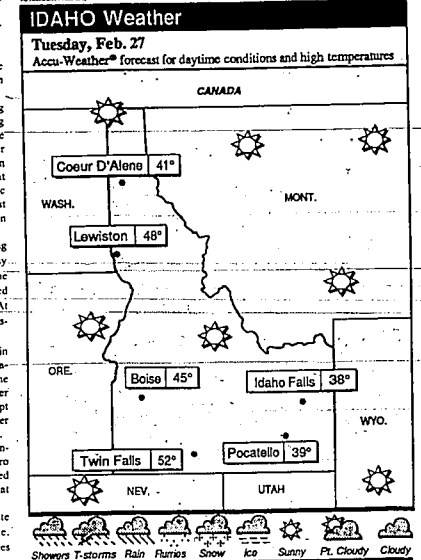 IDAHO Weather
Tuesday, Feb. 27
Accu-Weather® forecast for daytime conditions and high temperatures
CANADA
Coeur D'Alene 41°
WASH.
MONT.
Lewiston 48°
ORE.
Boise 45°
Idaho Falls 38°
WYO.
Twin Falls 52°
Pocatello 39°
NEV.
UTAH
Showers T-storms Rain Flurries Snow Ice Sunny Pt. Cloudy Cloudy